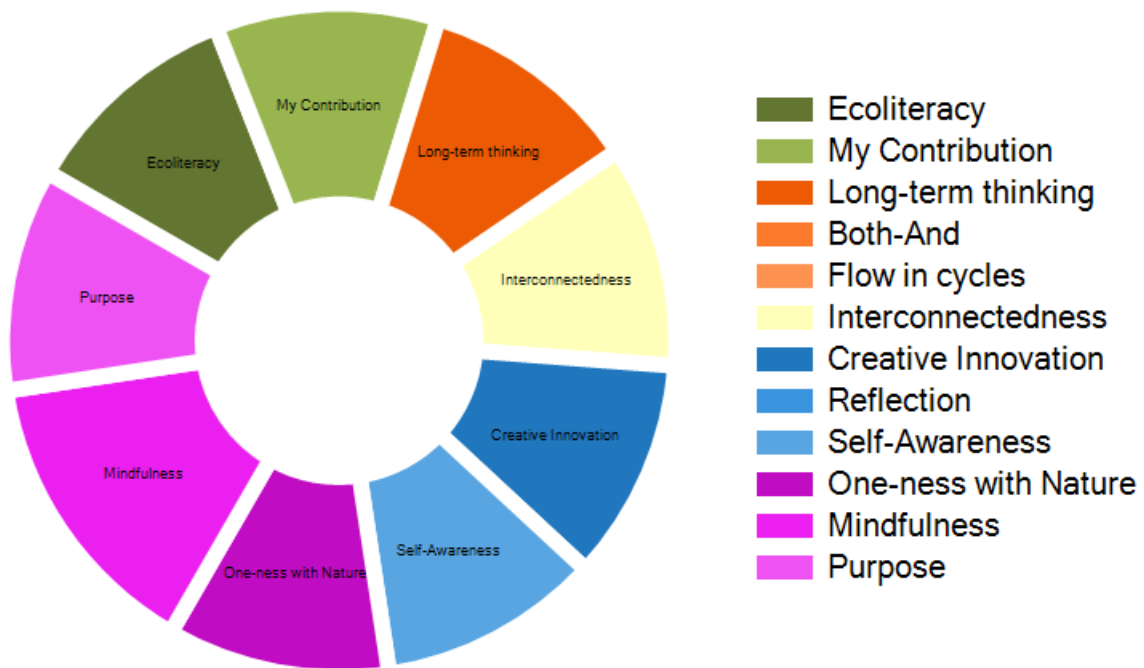 My Contribution
Long-term thinking
Ecoliteracy
Interconnectedness
Purpose
Creative Innovation
Mindfulness
Self-Awareness
One-ness with Nature
Ecoliteracy
My Contribution
Long-term thinking
Both-And
Flow in cycles
Interconnectedness
Creative Innovation
Reflection
Self-Awareness
One-ness with Nature
Mindfulness
Purpose